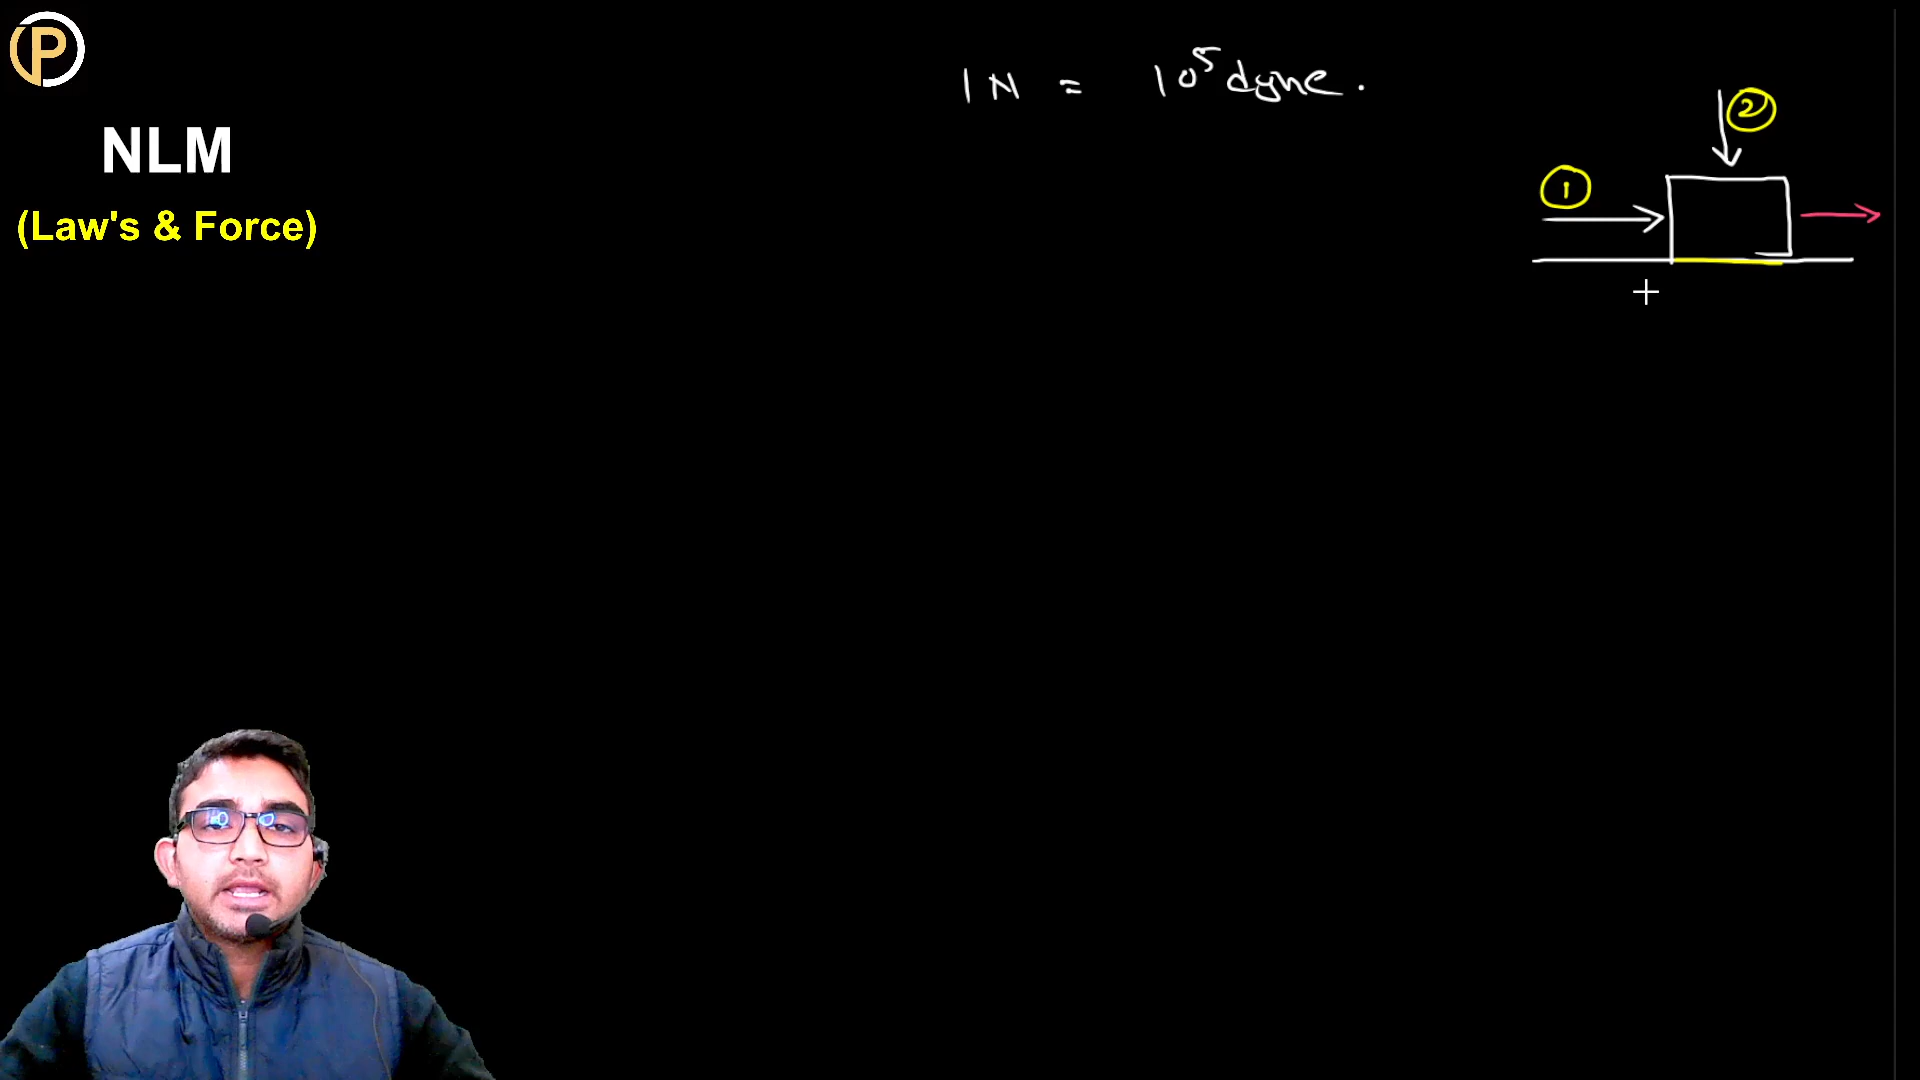 P
NLM
(Law's & Force)
1 N = 10⁵ dyne.
②
①